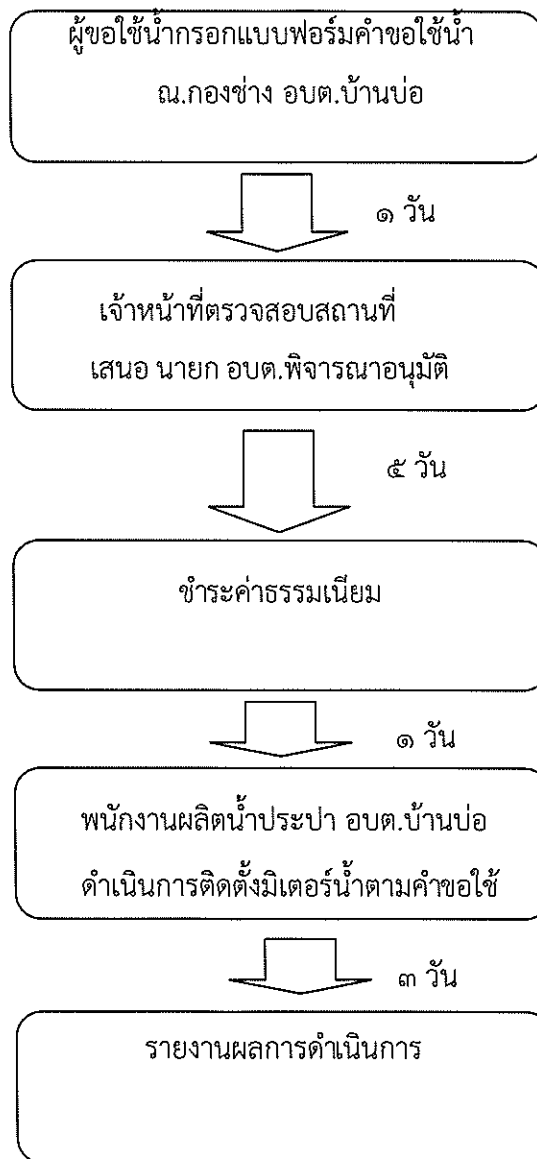 ผู้ขอใช้น้ำกรอกแบบฟอร์มคำขอใช้น้ำ
ณ.กองช่าง อบต.บ้านบ่อ
๑ วัน
เจ้าหน้าที่ตรวจสอบสถานที่
เสนอ นายก อบต.พิจารณาอนุมัติ
๕ วัน
ชำระค่าธรรมเนียม
๑ วัน
พนักงานผลิตน้ำประปา อบต.บ้านบ่อ
ดำเนินการติดตั้งมิเตอร์น้ำตามคำขอใช้
๓ วัน
รายงานผลการดำเนินการ